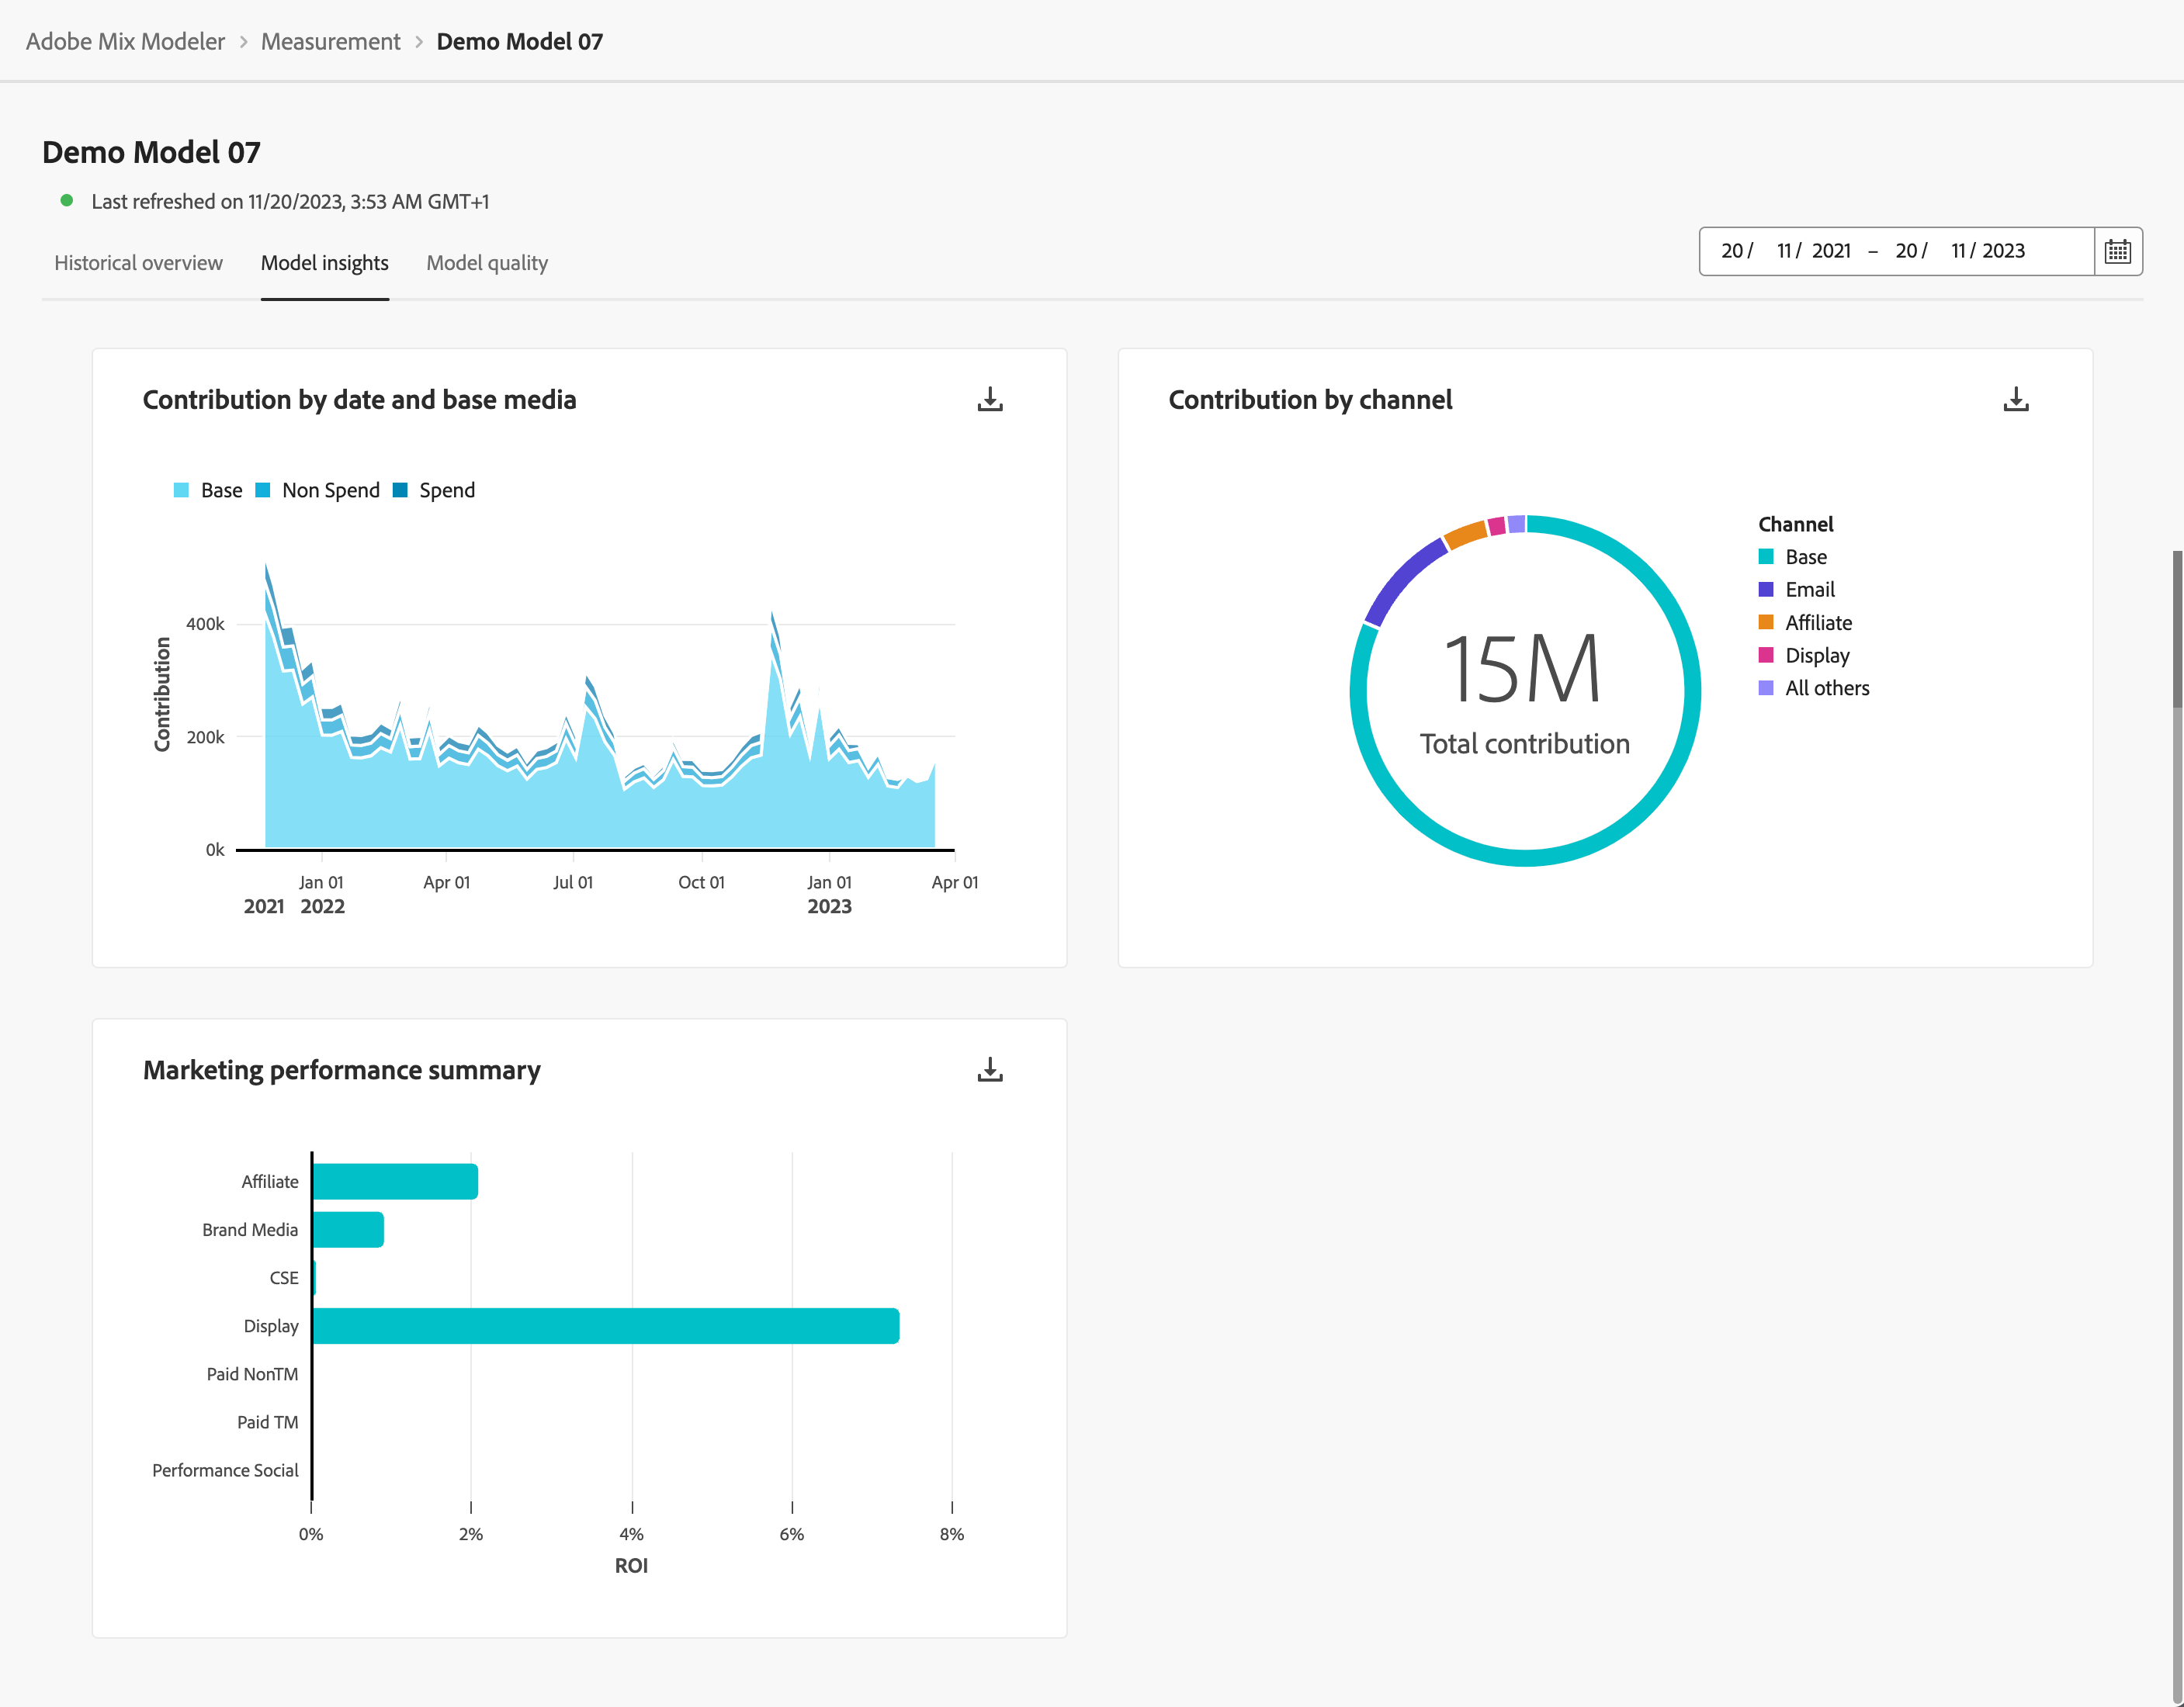 Adobe Mix Modeler > Measurement > Demo Model 07
Demo Model 07
Last refreshed on 11/20/2023, 3:53 AM GMT+1
Historical overview Model insights Model quality
20 / 11 / 2021 – 20 / 11 / 2023
Contribution by date and base media
Base Non Spend Spend
Contribution
400k
200k
0k
Jan 01 Apr 01 Jul 01 Oct 01 Jan 01 Apr 01
2021 2022 2023
Contribution by channel
15M
Total contribution
Channel
Base
Email
Affiliate
Display
All others
Marketing performance summary
Affiliate
Brand Media
CSE
Display
Paid NonTM
Paid TM
Performance Social
0% 2% 4% 6% 8%
ROI